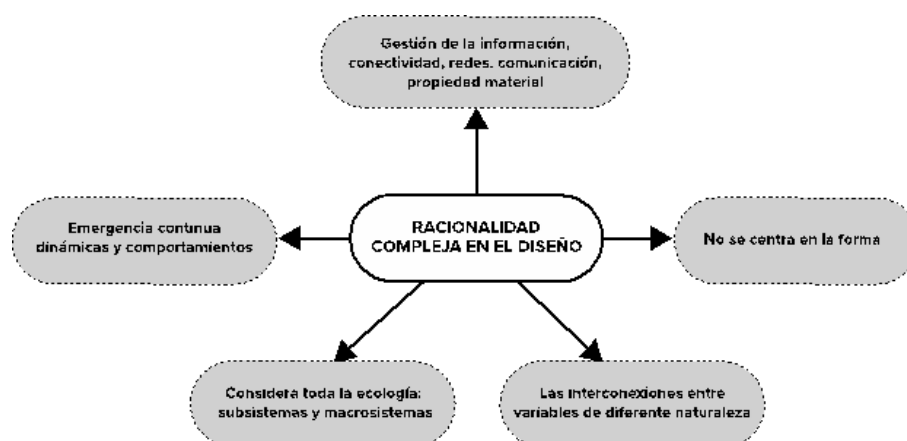 Gestión de la información,
conectividad, redes, comunicación,
propiedad material
Emergencia continua
dinámicas y comportamientos
RACIONALIDAD
COMPLEJA EN EL DISEÑO
No se centra en la forma
Considera toda la ecología:
subsistemas y macrosistemas
Las interconexiones entre
variables de diferente naturaleza